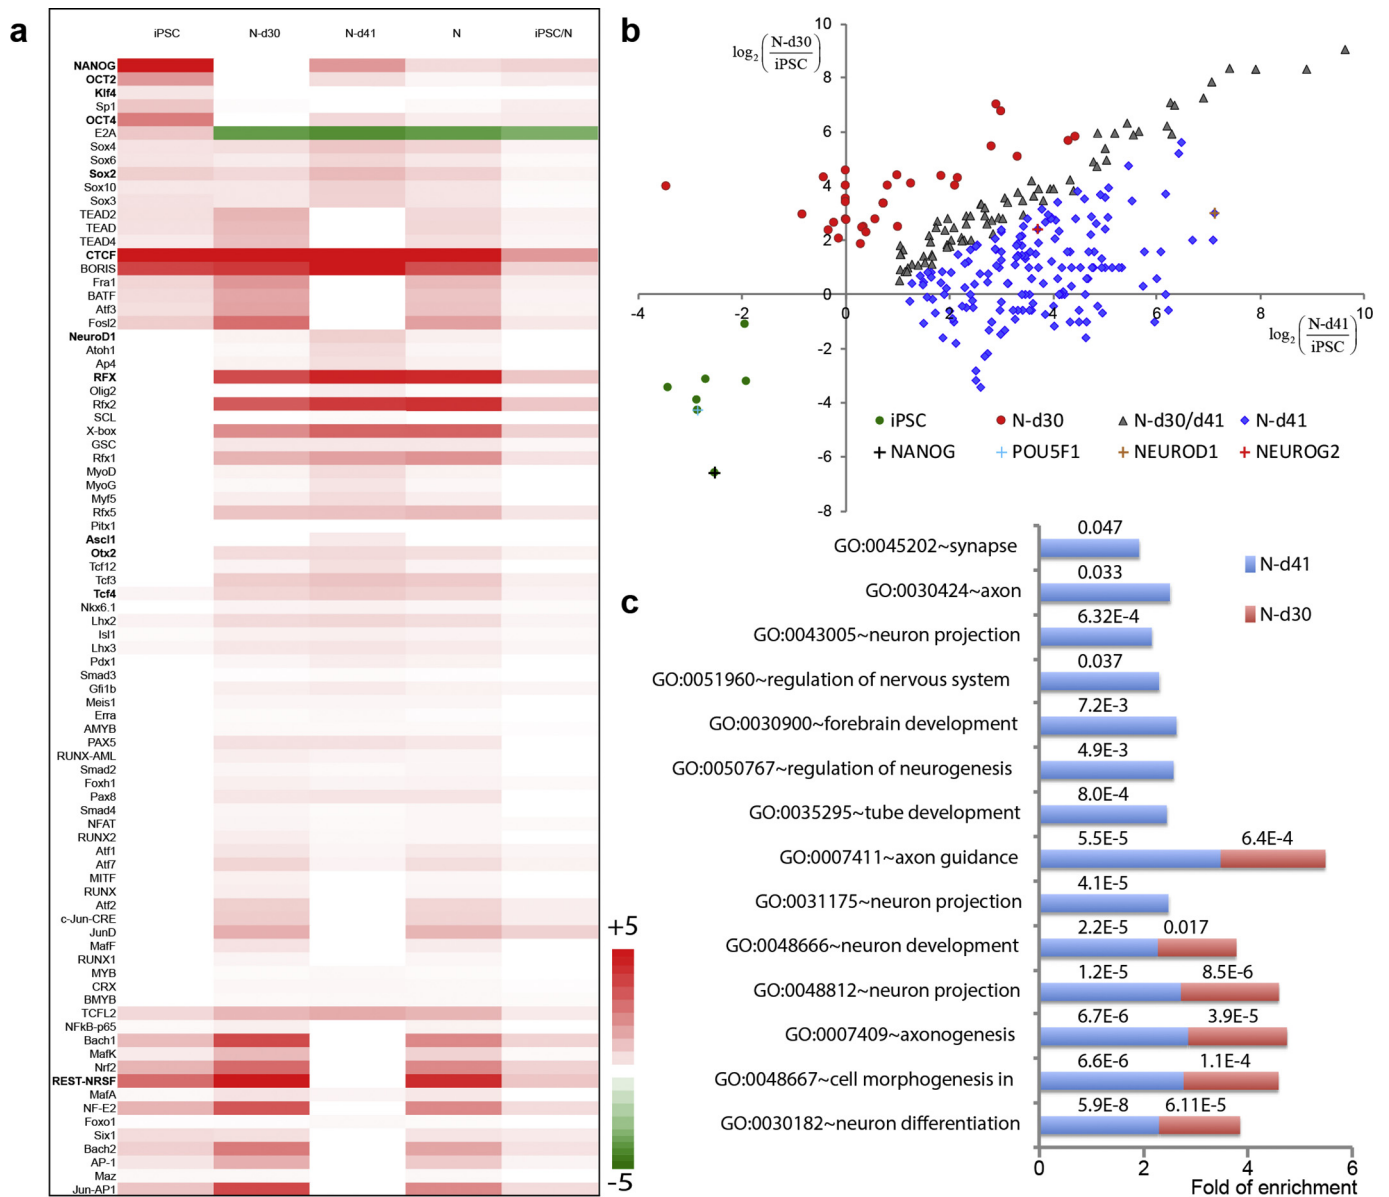 a
iPSC N-d30 N-d41 N iPSC/N
NANOG
OCT2
Klf4
Sp1
OCT4
E2A
Sox4
Sox6
Sox2
Sox10
Sox3
TEAD2
TEAD
TEAD4
CTCF
BORIS
Fra1
BATF
Atf3
Fosl2
NeuroD1
Atoh1
Ap4
RFX
Olig2
Rfx2
SCL
X-box
GSC
Rfx1
MyoD
MyoG
Myf5
Rfx5
Pitx1
Ascl1
Otx2
Tcf12
Tcf3
Tcf4
Nkx6.1
Lhx2
Isl1
Lhx3
Pdx1
Smad3
Gfi1b
Meis1
Erra
AMYB
PAX5
RUNX-AML
Smad2
Foxh1
Pax8
Smad4
NFAT
RUNX2
Atf1
Atf7
MITF
RUNX
Atf2
c-Jun-CRE
JunD
MafF
RUNX1
MYB
CRX
BMYB
TCFL2
NFkB-p65
Bach1
MafK
Nrf2
REST-NRSF
MafA
NF-E2
Foxo1
Six1
Bach2
AP-1
Maz
Jun-AP1
+5
-5
b
log2(N-d30/iPSC)
10
8
6
4
2
0
-2
-4
-6
-8
-4 -2 0 2 4 6 8 10
log2(N-d41/iPSC)
iPSC N-d30 N-d30/d41 N-d41
NANOG POU5F1 NEUROD1 NEUROG2
c
N-d41
N-d30
GO:0045202~synapse 0.047
GO:0030424~axon 0.033
GO:0043005~neuron projection 6.32E-4
GO:0051960~regulation of nervous system 0.037
GO:0030900~forebrain development 7.2E-3
GO:0050767~regulation of neurogenesis 4.9E-3
GO:0035295~tube development 8.0E-4
GO:0007411~axon guidance 5.5E-5 6.4E-4
GO:0031175~neuron projection 4.1E-5
GO:0048666~neuron development 2.2E-5 0.017
GO:0048812~neuron projection 1.2E-5 8.5E-6
GO:0007409~axonogenesis 6.7E-6 3.9E-5
GO:0048667~cell morphogenesis in 6.6E-6 1.1E-4
GO:0030182~neuron differentiation 5.9E-8 6.11E-5
0 2 4 6
Fold of enrichment